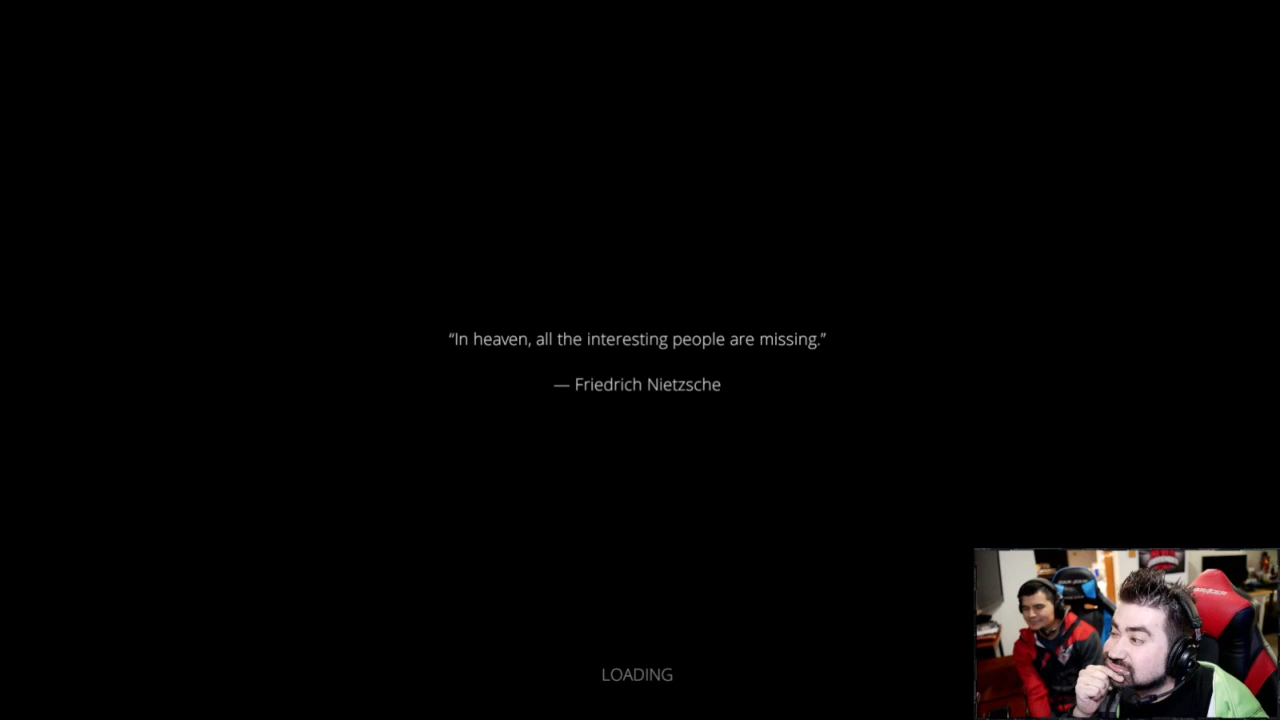 “In heaven, all the interesting people are missing.”
— Friedrich Nietzsche
LOADING